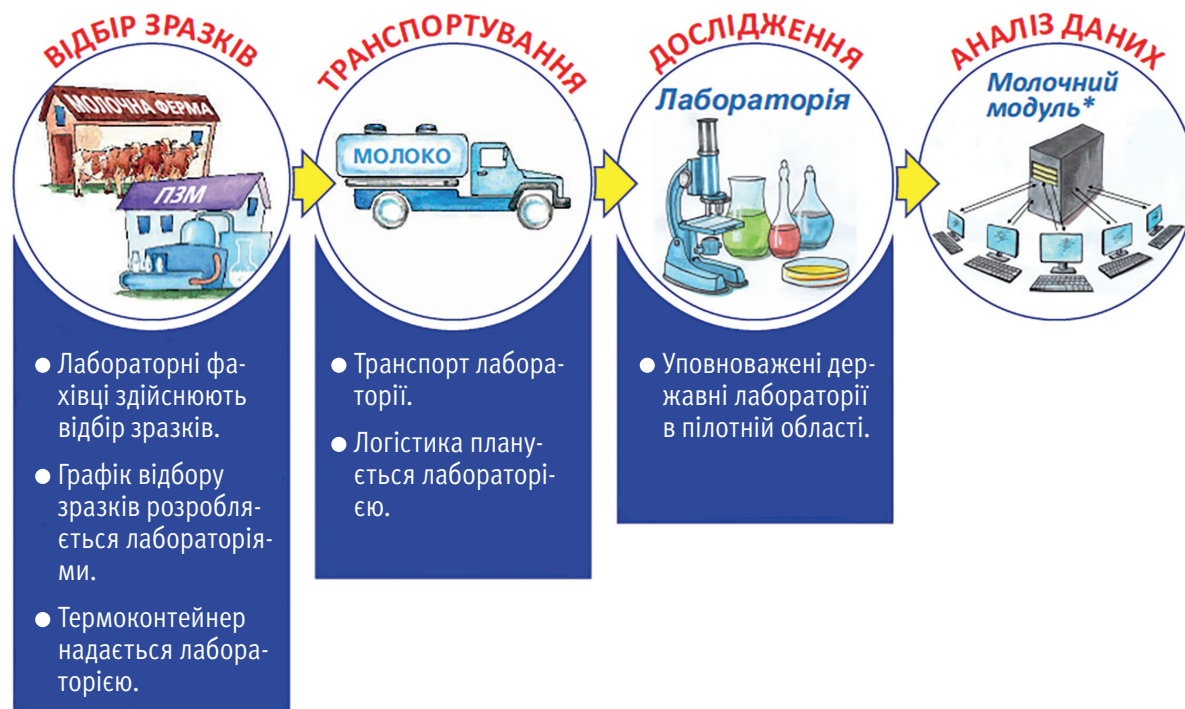 ВІДБІР ЗРАЗКІВ
МОЛОЧНА ФЕРМА
ПЗМ
● Лабораторні фа-
хівці здійснюють
відбір зразків.
● Графік відбору
зразків розробля-
ється лабораторія-
ми.
● Термоконтейнер
надається лабора-
торією.
ТРАНСПОРТУВАННЯ
МОЛОКО
● Транспорт лабора-
торії.
● Логістика плану-
ється лабораторі-
єю.
ДОСЛІДЖЕННЯ
Лабораторія
● Уповноважені дер-
жавні лабораторії
в пілотній області.
АНАЛІЗ ДАНИХ
Молочний
модуль*